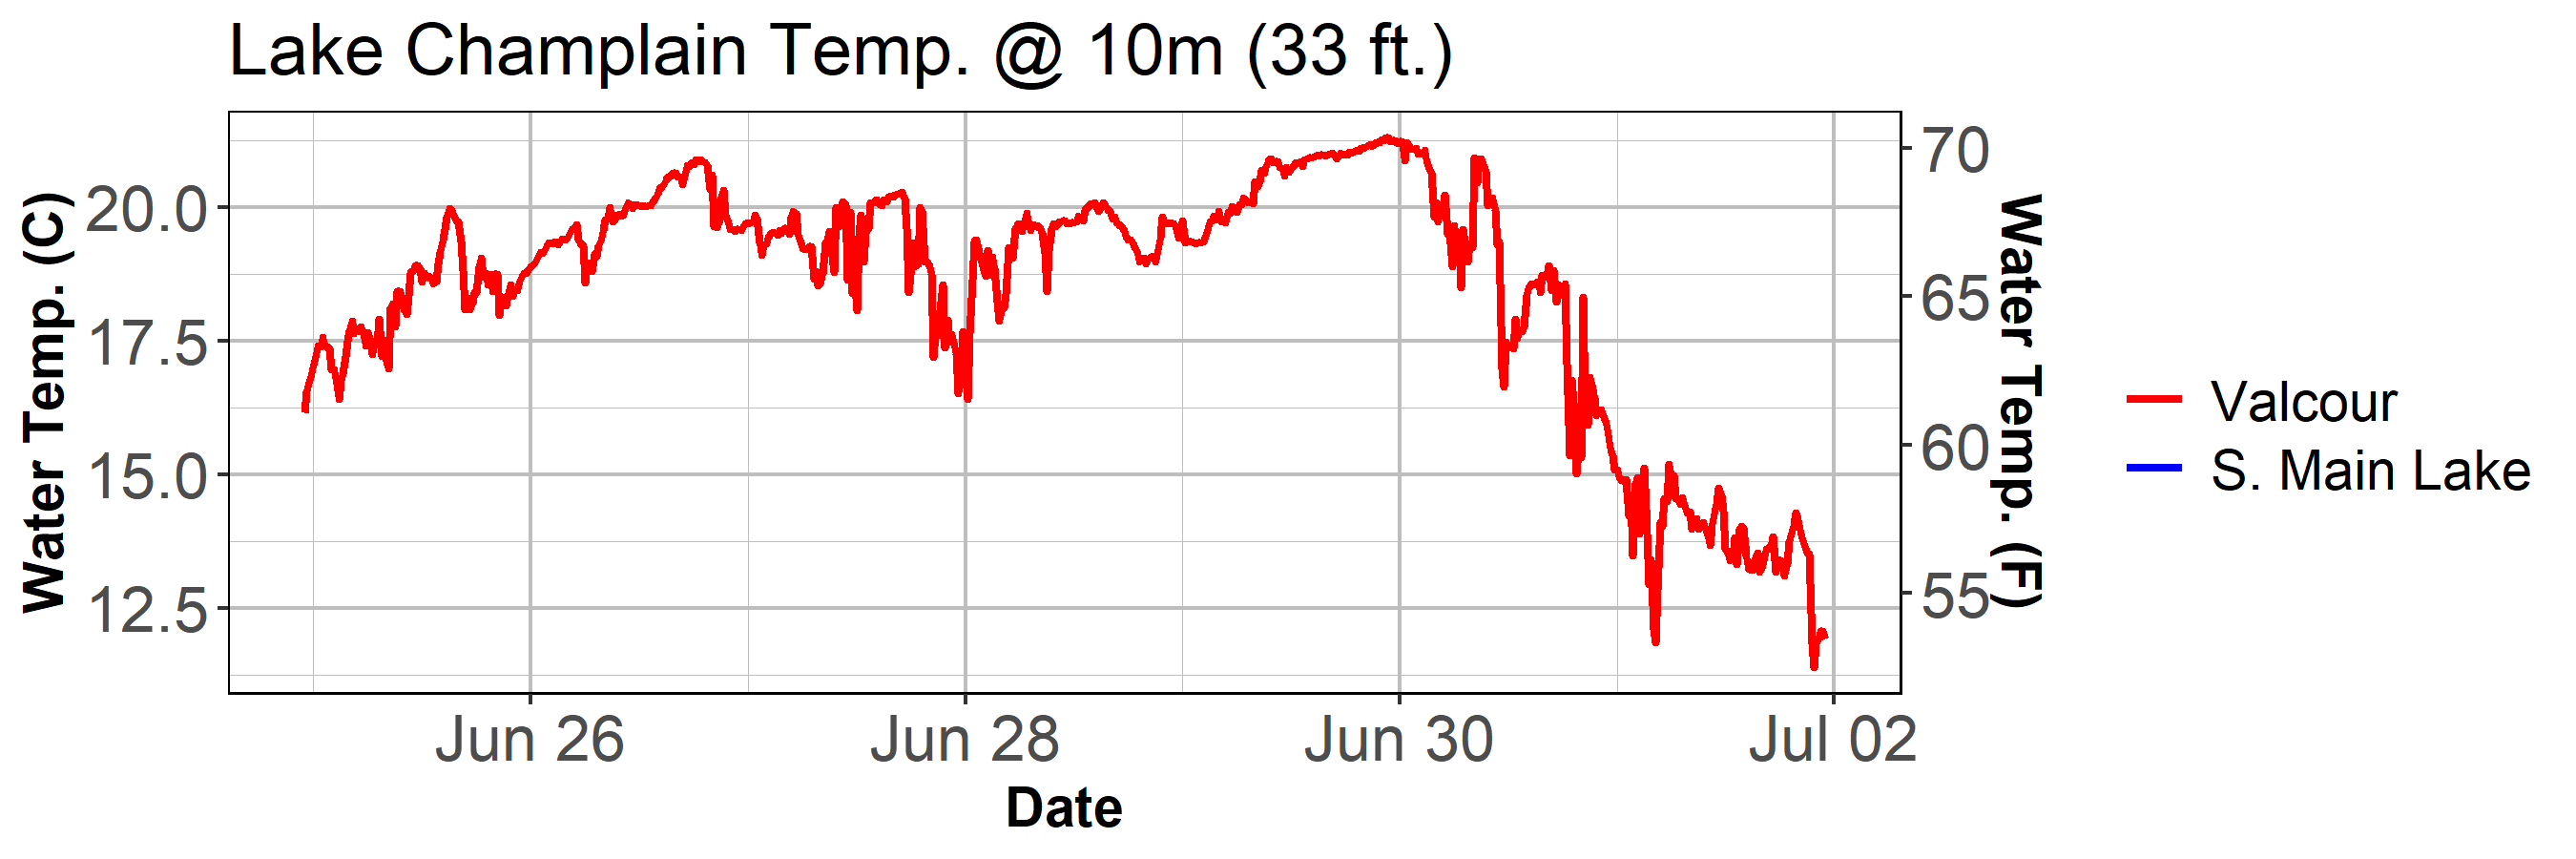 Lake Champlain Temp. @ 10m (33 ft.)
Water Temp. (C)
20.0
17.5
15.0
12.5
70
65
60
55
Water Temp. (F)
Jun 26
Jun 28
Jun 30
Jul 02
Date
Valcour
S. Main Lake